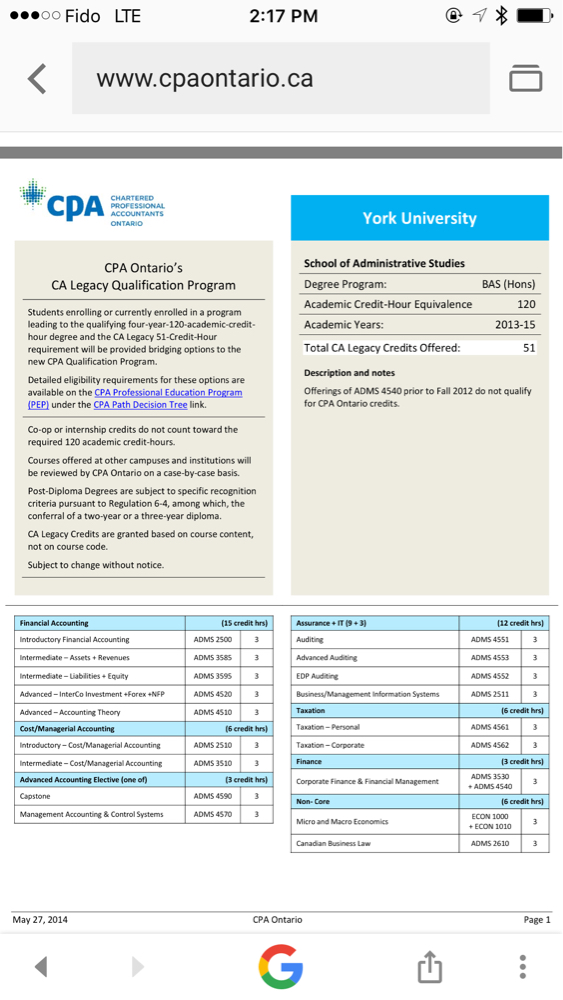 Fido LTE 2:17 PM
www.cpaontario.ca
cpa CHARTERED
PROFESSIONAL
ACCOUNTANTS
ONTARIO
CPA Ontario's
CA Legacy Qualification Program
Students enrolling or currently enrolled in a program
leading to the qualifying four-year-120-academic-credit-
hour degree and the CA Legacy 51-Credit-Hour
requirement will be provided bridging options to the
new CPA Qualification Program.
Detailed eligibility requirements for these options are
available on the CPA Professional Education Program
(PEP) under the CPA Path Decision Tree link.
Co-op or internship credits do not count toward the
required 120 academic credit-hours.
Courses offered at other campuses and institutions will
be reviewed by CPA Ontario on a case-by-case basis.
Post-Diploma Degrees are subject to specific recognition
criteria pursuant to Regulation 6-4, among which, the
conferral of a two-year or a three-year diploma.
CA Legacy Credits are granted based on course content,
not on course code.
Subject to change without notice.
York University
School of Administrative Studies
Degree Program: BAS (Hons)
Academic Credit-Hour Equivalence 120
Academic Years: 2013-15
Total CA Legacy Credits Offered: 51
Description and notes
Offerings of ADMS 4540 prior to Fall 2012 do not qualify
for CPA Ontario credits.
Financial Accounting (15 credit hrs)
Introductory Financial Accounting ADMS 2500 3
Intermediate – Assets + Revenues ADMS 3585 3
Intermediate – Liabilities + Equity ADMS 3595 3
Advanced – InterCo Investment +Forex +NFP ADMS 4520 3
Advanced – Accounting Theory ADMS 4510 3
Cost/Managerial Accounting (6 credit hrs)
Introductory – Cost/Managerial Accounting ADMS 2510 3
Intermediate – Cost/Managerial Accounting ADMS 3510 3
Advanced Accounting Elective (one of) (3 credit hrs)
Capstone ADMS 4590 3
Management Accounting & Control Systems ADMS 4570 3
Assurance + IT (9 + 3) (12 credit hrs)
Auditing ADMS 4551 3
Advanced Auditing ADMS 4553 3
EDP Auditing ADMS 4552 3
Business/Management Information Systems ADMS 2511 3
Taxation (6 credit hrs)
Taxation – Personal ADMS 4561 3
Taxation – Corporate ADMS 4562 3
Finance (3 credit hrs)
Corporate Finance & Financial Management ADMS 3530
+ ADMS 4540 3
Non- Core (6 credit hrs)
Micro and Macro Economics ECON 1000
+ ECON 1010 3
Canadian Business Law ADMS 2610 3
May 27, 2014 CPA Ontario Page 1